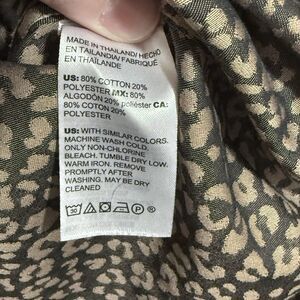 MADE IN THAILAND/HECHO
EN TAILANDIA/FABRIQUÉ
EN THAÏLANDE
US: 80% COTTON 20%
POLYESTER MX: 80%
ALGODÓN 20% poliéster CA:
80% COTON 20%
POLYESTER
US: WITH SIMILAR COLORS.
MACHINE WASH COLD.
ONLY NON-CHLORINE
BLEACH. TUMBLE DRY LOW.
WARM IRON. REMOVE
PROMPTLY AFTER
WASHING. MAY BE DRY
CLEANED
30
P